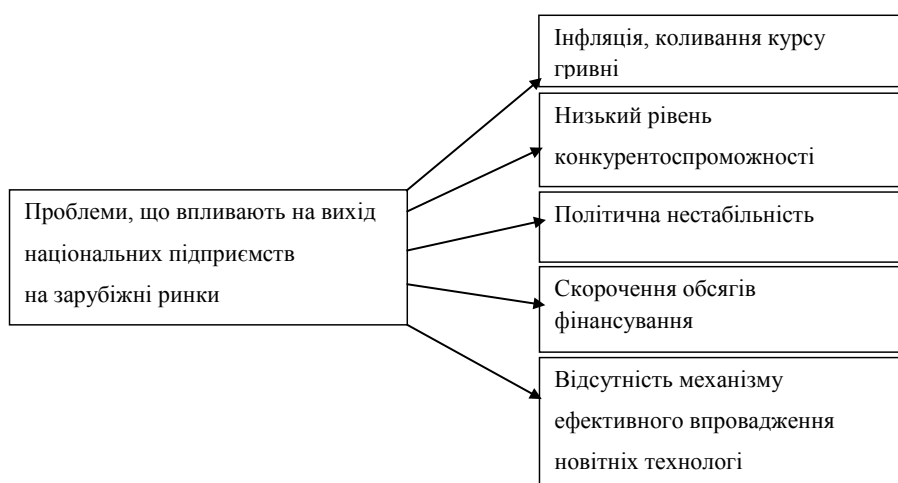 Інфляція, коливання курсу
гривні
Низький рівень
конкурентоспроможності
Проблеми, що впливають на вихід
національних підприємств
на зарубіжні ринки
Політична нестабільність
Скорочення обсягів
фінансування
Відсутність механізму
ефективного впровадження
новітніх технологі